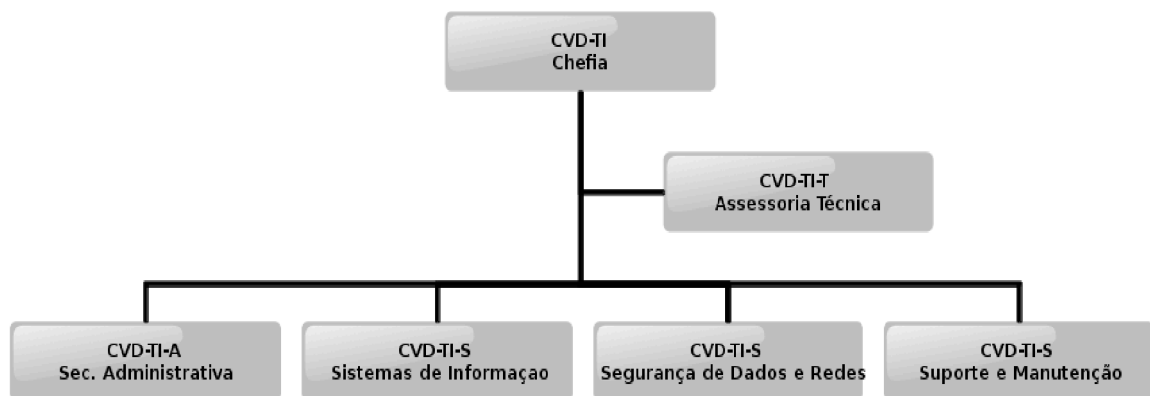 CVD-TI
Chefia
CVD-TI-T
Assessoria Técnica
CVD-TI-A
Sec. Administrativa
CVD-TI-S
Sistemas de Informaçao
CVD-TI-S
Segurança de Dados e Redes
CVD-TI-S
Suporte e Manutenção